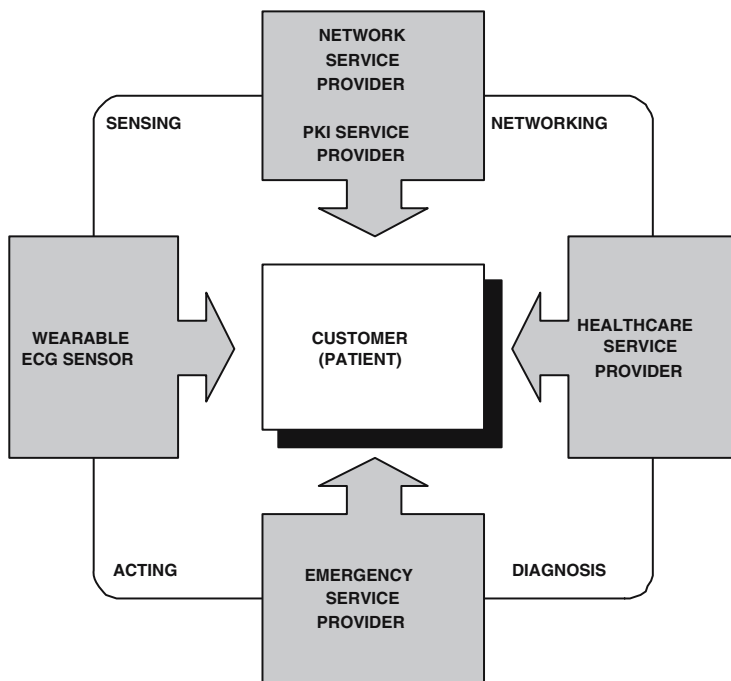 NETWORK
SERVICE
PROVIDER
PKI SERVICE
PROVIDER
SENSING
NETWORKING
WEARABLE
ECG SENSOR
CUSTOMER
(PATIENT)
HEALTHCARE
SERVICE
PROVIDER
ACTING
EMERGENCY
SERVICE
PROVIDER
DIAGNOSIS